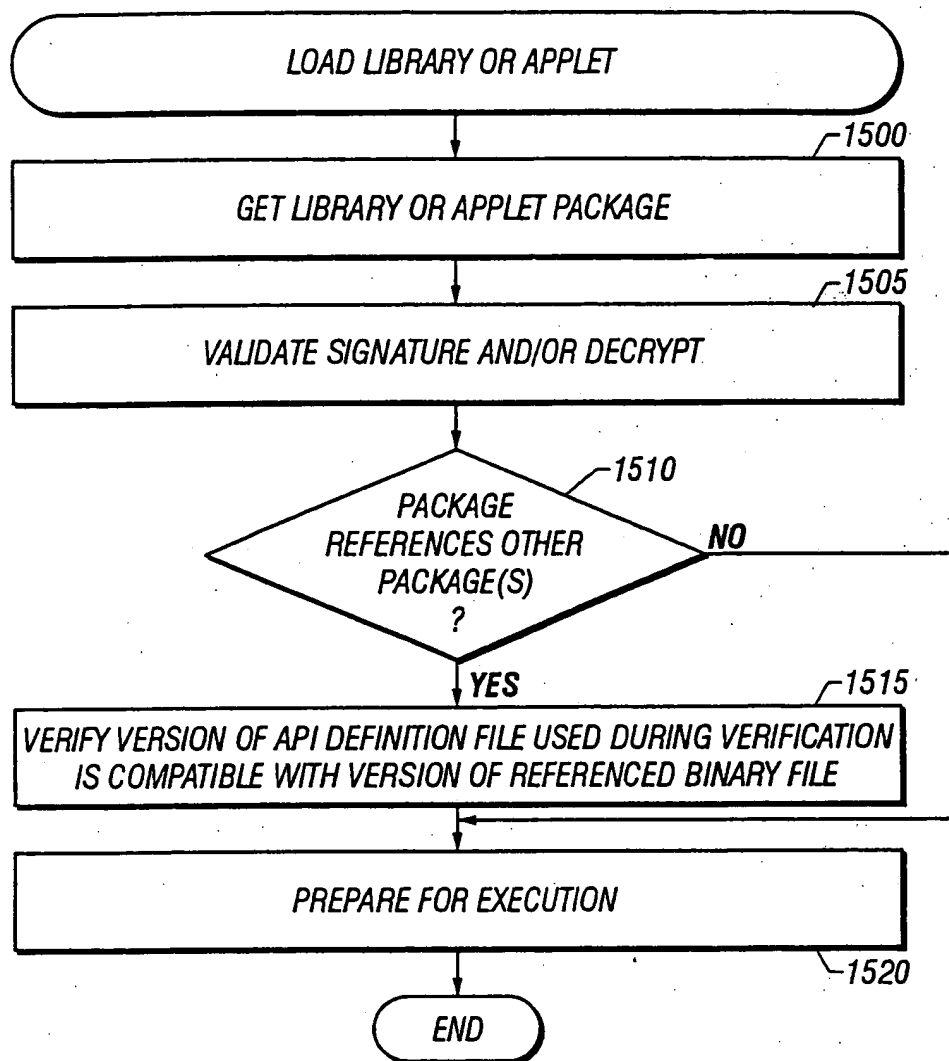 LOAD LIBRARY OR APPLET
1500
GET LIBRARY OR APPLET PACKAGE
1505
VALIDATE SIGNATURE AND/OR DECRYPT
1510
PACKAGE
REFERENCES OTHER
PACKAGE(S)
?
NO
YES
1515
VERIFY VERSION OF API DEFINITION FILE USED DURING VERIFICATION
IS COMPATIBLE WITH VERSION OF REFERENCED BINARY FILE
PREPARE FOR EXECUTION
1520
END